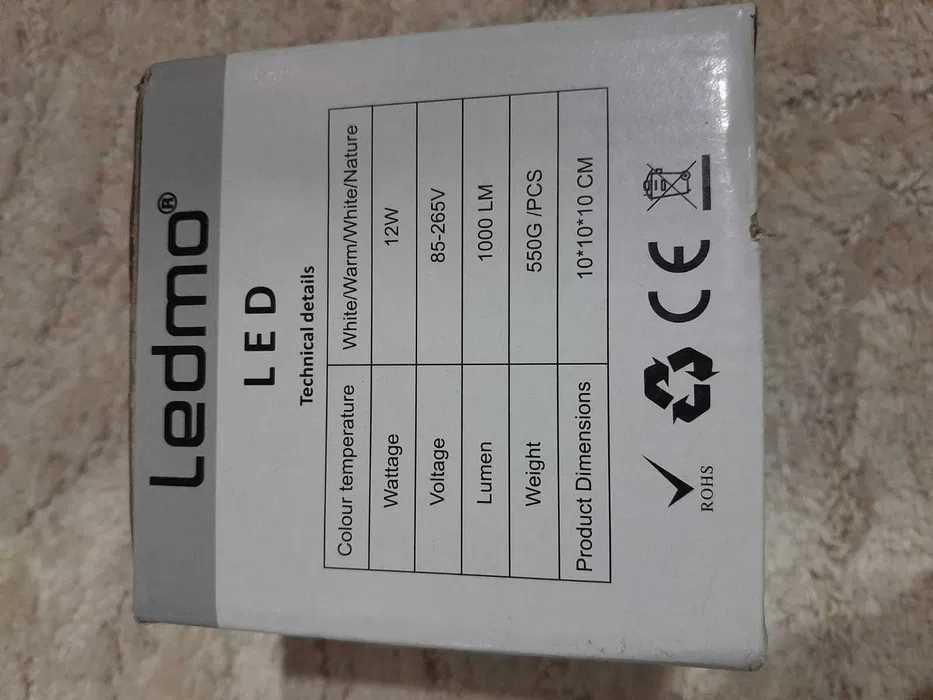 Ledmo®
LED
Technical details
Colour temperature White/Warm/White/Nature
Wattage 12W
Voltage 85-265V
Lumen 1000 LM
Weight 550G /PCS
Product Dimensions 10*10*10 CM
ROHS CE